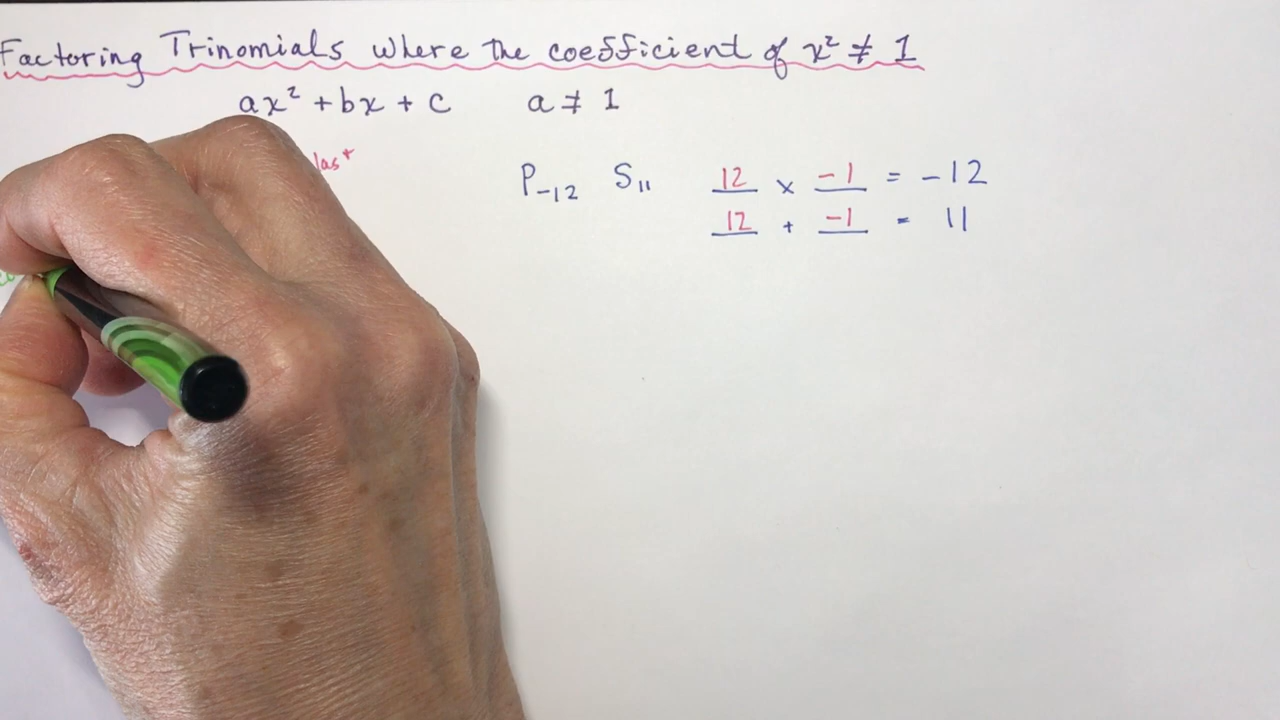 Factoring Trinomials where the coefficient of x² ≠ 1
ax² + bx + c a ≠ 1
last
P₋₁₂ S₁₁ 12 × -1 = -12
12 + -1 = 11